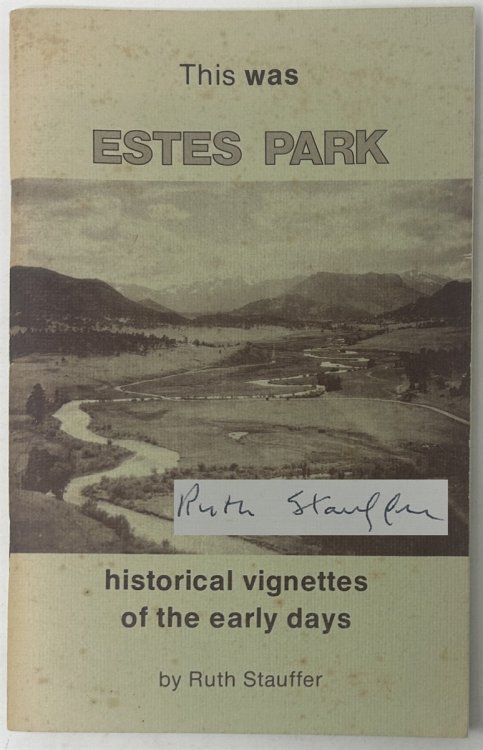 This was
ESTES PARK
Ruth Stauffer
historical vignettes
of the early days
by Ruth Stauffer